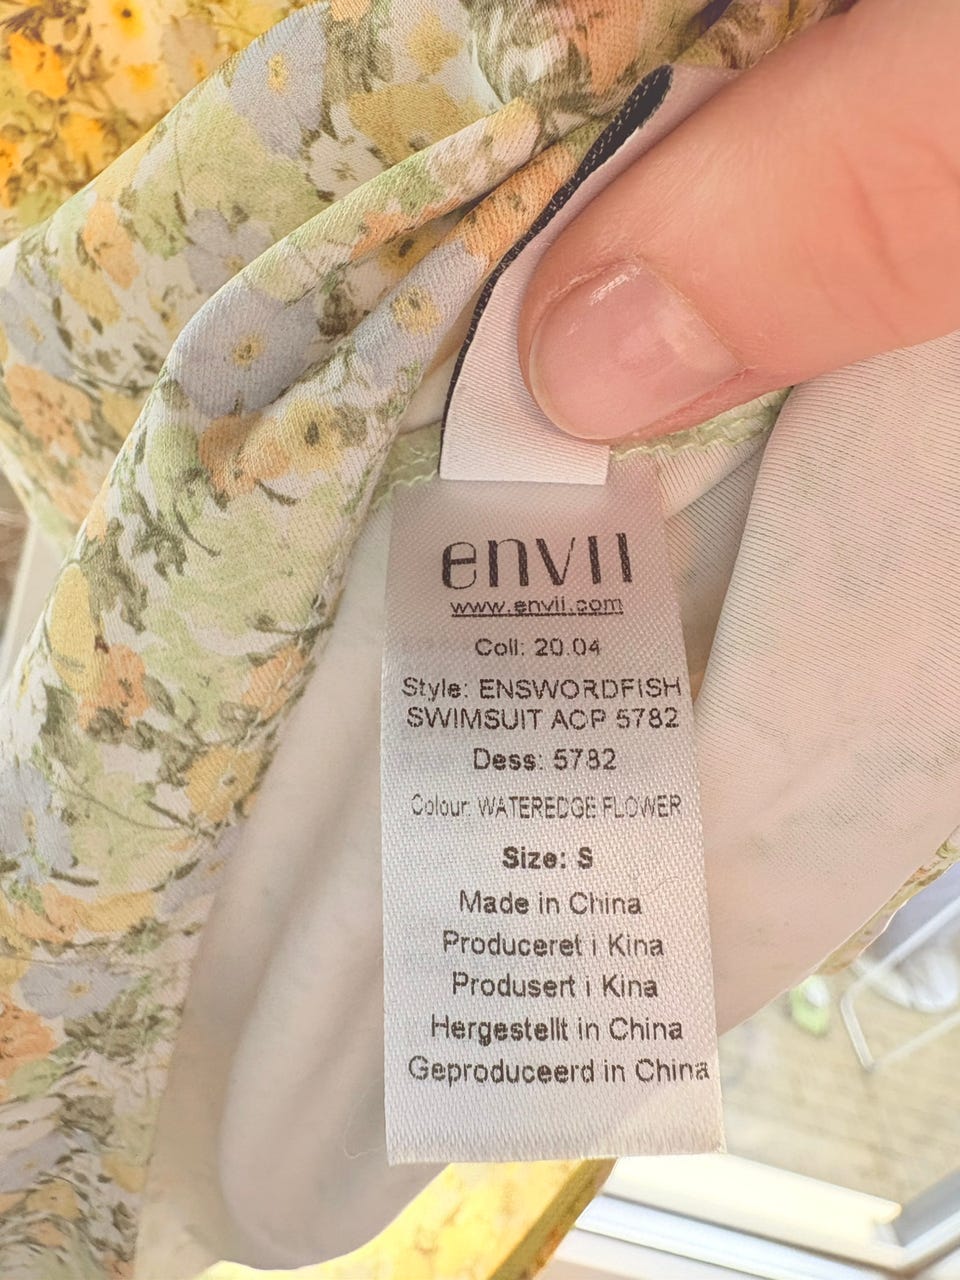 envii
www.envii.com
Coll: 20.04
Style: ENSWORDFISH
SWIMSUIT AOP 5782
Dess: 5782
Colour: WATEREDGE FLOWER
Size: S
Made in China
Produceret i Kina
Produsert i Kina
Hergestellt in China
Geproduceerd in China